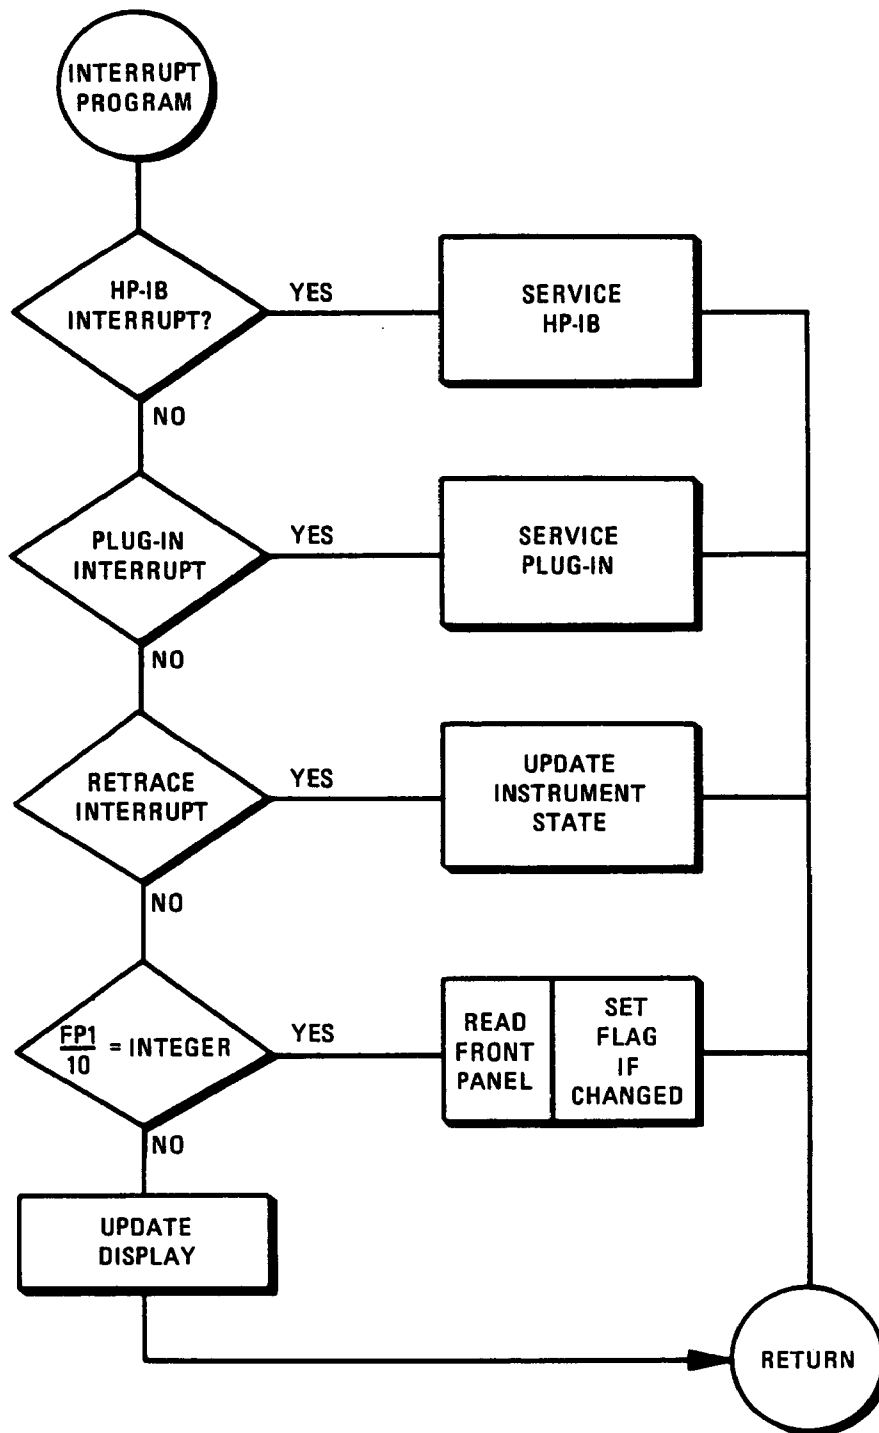 INTERRUPT
PROGRAM
HP-IB
INTERRUPT?
YES
SERVICE
HP-IB
NO
PLUG-IN
INTERRUPT
YES
SERVICE
PLUG-IN
NO
RETRACE
INTERRUPT
YES
UPDATE
INSTRUMENT
STATE
NO
FP1
10
= INTEGER
YES
READ
FRONT
PANEL
SET
FLAG
IF
CHANGED
NO
UPDATE
DISPLAY
RETURN